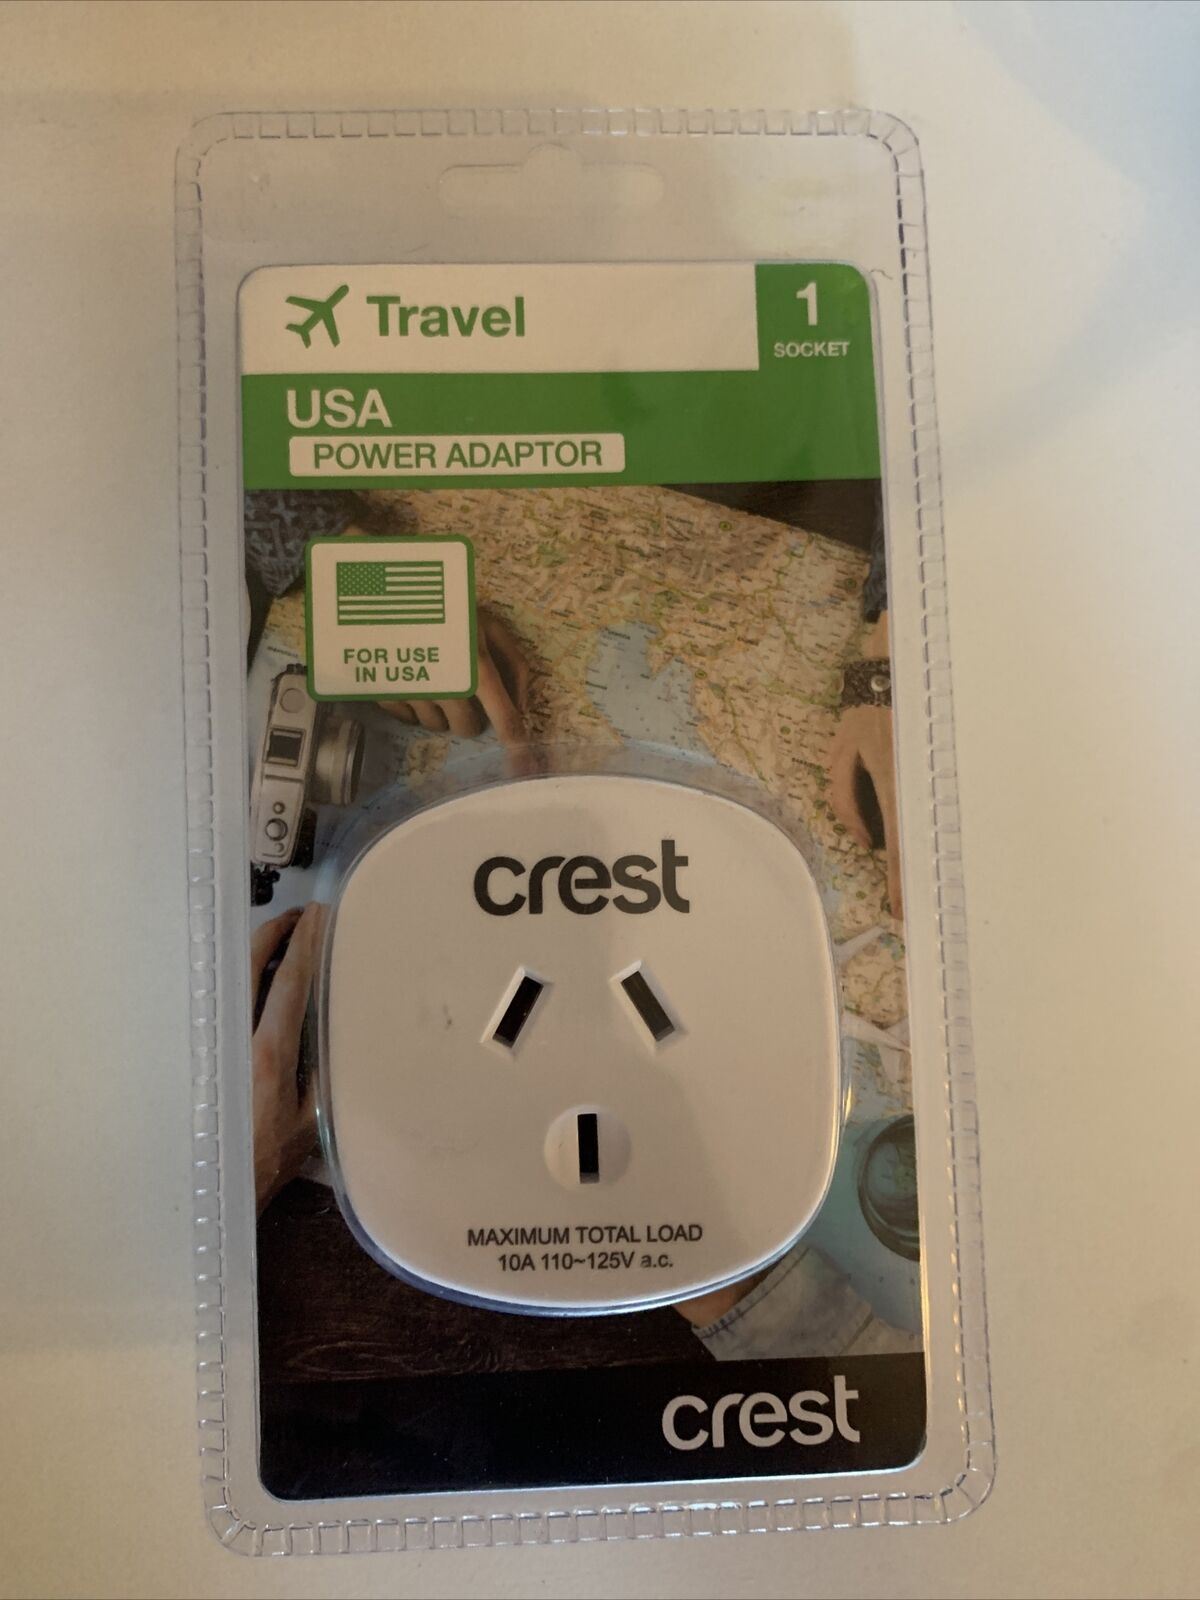 Travel
1
SOCKET
USA
POWER ADAPTOR
FOR USE
IN USA
crest
MAXIMUM TOTAL LOAD
10A 110~125V a.c.
crest